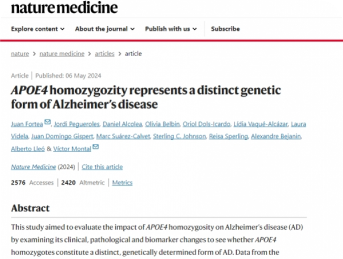 nature medicine
Explore content About the journal Publish with us Subscribe
nature > nature medicine > articles > article
Article | Published: 06 May 2024
APOE4 homozygozity represents a distinct genetic
form of Alzheimer's disease
Juan Fortea, Jordi Pegueroles, Daniel Alcolea, Olivia Belbin, Oriol Dols-Icardo, Lídia Vaqué-Alcázar, Laura
Videla, Juan Domingo Gispert, Marc Suárez-Calvet, Sterling C. Johnson, Reisa Sperling, Alexandre Bejanin,
Alberto Lleó & Víctor Montal
Nature Medicine (2024) | Cite this article
2576 Accesses | 2420 Altmetric | Metrics
Abstract
This study aimed to evaluate the impact of APOE4 homozygosity on Alzheimer's disease (AD)
by examining its clinical, pathological and biomarker changes to see whether APOE4
homozygotes constitute a distinct, genetically determined form of AD. Data from the